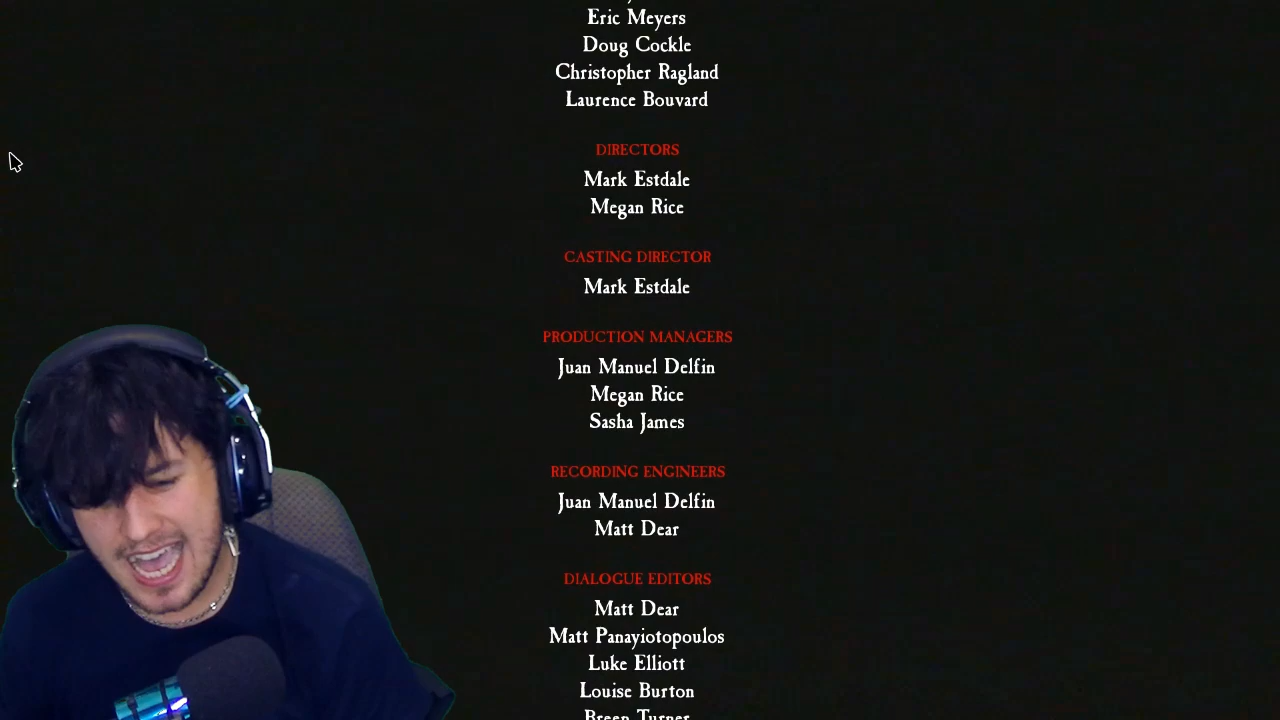 Eric Meyers
Doug Cockle
Christopher Ragland
Laurence Bouvard
DIRECTORS
Mark Estdale
Megan Rice
CASTING DIRECTOR
Mark Estdale
PRODUCTION MANAGERS
Juan Manuel Delfin
Megan Rice
Sasha James
RECORDING ENGINEERS
Juan Manuel Delfin
Matt Dear
DIALOGUE EDITORS
Matt Dear
Matt Panayiotopoulos
Luke Elliott
Louise Burton
Breen Turner